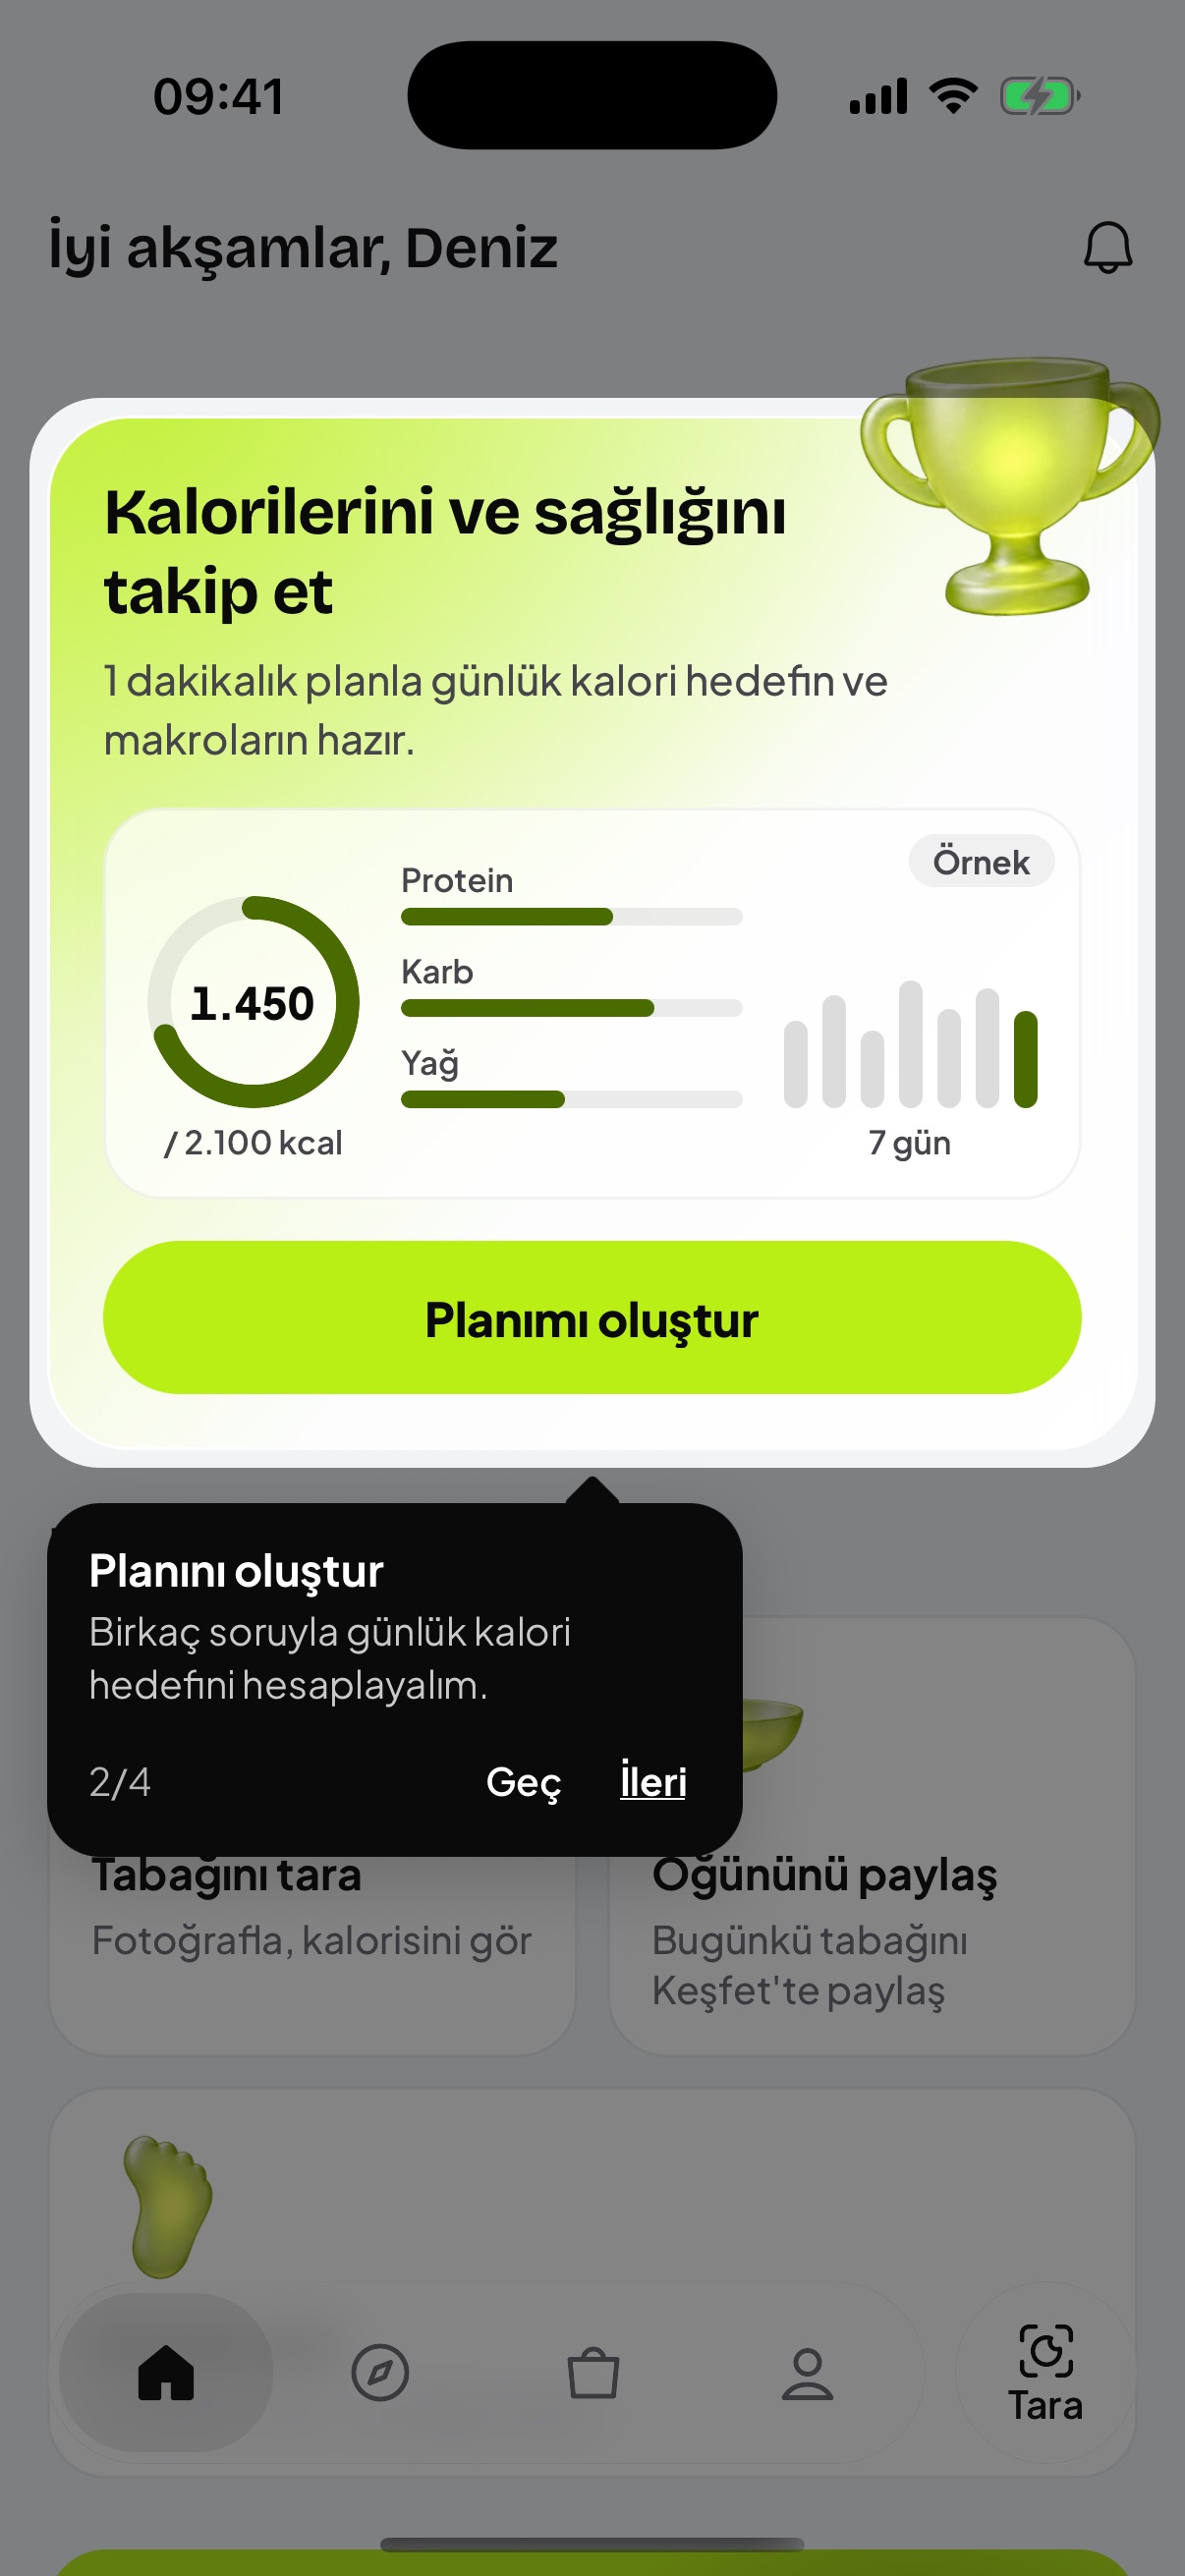 09:41
İyi akşamlar, Deniz
Kalorilerini ve sağlığını
takip et
1 dakikalık planla günlük kalori hedefin ve
makroların hazır.
Örnek
Protein
Karb
Yağ
1.450
/ 2.100 kcal
7 gün
Planımı oluştur
Planını oluştur
Birkaç soruyla günlük kalori
hedefini hesaplayalım.
2/4
Geç
İleri
Tabağını tara
Fotoğrafla, kalorisini gör
Öğününü paylaş
Bugünkü tabağını
Keşfet'te paylaş
Tara